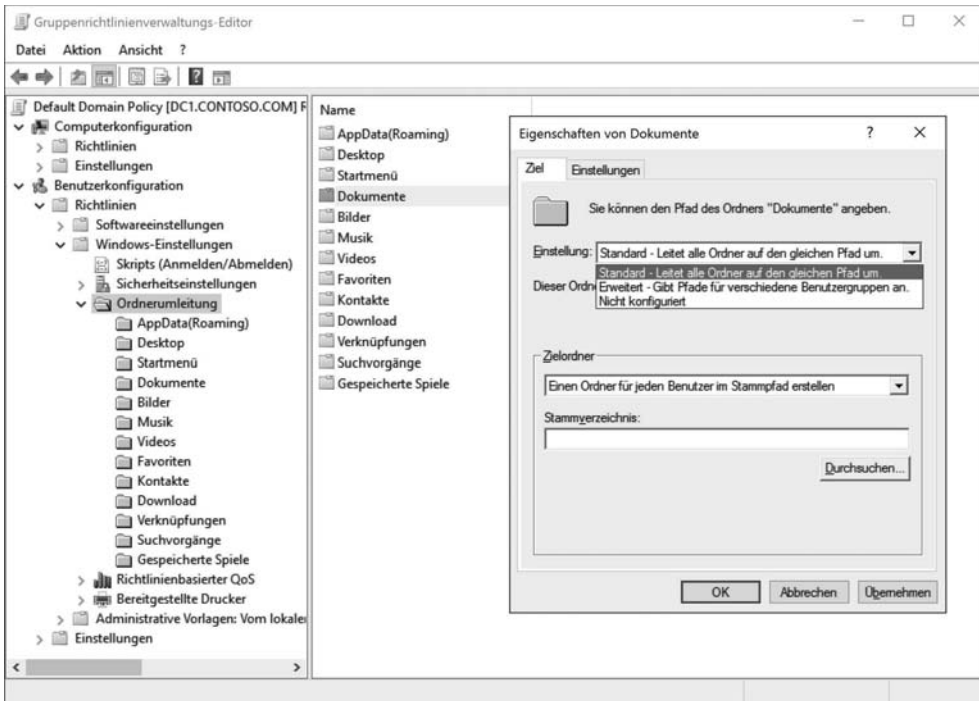 Gruppenrichtlinienverwaltungs-Editor
Datei Aktion Ansicht ?
Default Domain Policy [DC1.CONTOSO.COM]
Computerkonfiguration
Richtlinien
Einstellungen
Benutzerkonfiguration
Richtlinien
Softwareeinstellungen
Windows-Einstellungen
Skripts (Anmelden/Abmelden)
Sicherheitseinstellungen
Ordnerumleitung
AppData(Roaming)
Desktop
Startmenü
Dokumente
Bilder
Musik
Videos
Favoriten
Kontakte
Download
Verknüpfungen
Suchvorgänge
Gespeicherte Spiele
Richtlinienbasierter QoS
Bereitgestellte Drucker
Administrative Vorlagen: Vom lokale
Einstellungen
Name
AppData(Roaming)
Desktop
Startmenü
Dokumente
Bilder
Musik
Videos
Favoriten
Kontakte
Download
Verknüpfungen
Suchvorgänge
Gespeicherte Spiele
Eigenschaften von Dokumente ?
Ziel Einstellungen
Sie können den Pfad des Ordners "Dokumente" angeben.
Einstellung: Standard - Leitet alle Ordner auf den gleichen Pfad um.
Standard - Leitet alle Ordner auf den gleichen Pfad um.
Dieser Ordn Erweitert - Gibt Pfade für verschiedene Benutzergruppen an.
Nicht konfiguriert
Zielordner
Einen Ordner für jeden Benutzer im Stammpfad erstellen
Stammverzeichnis:
Durchsuchen...
OK Abbrechen Übernehmen